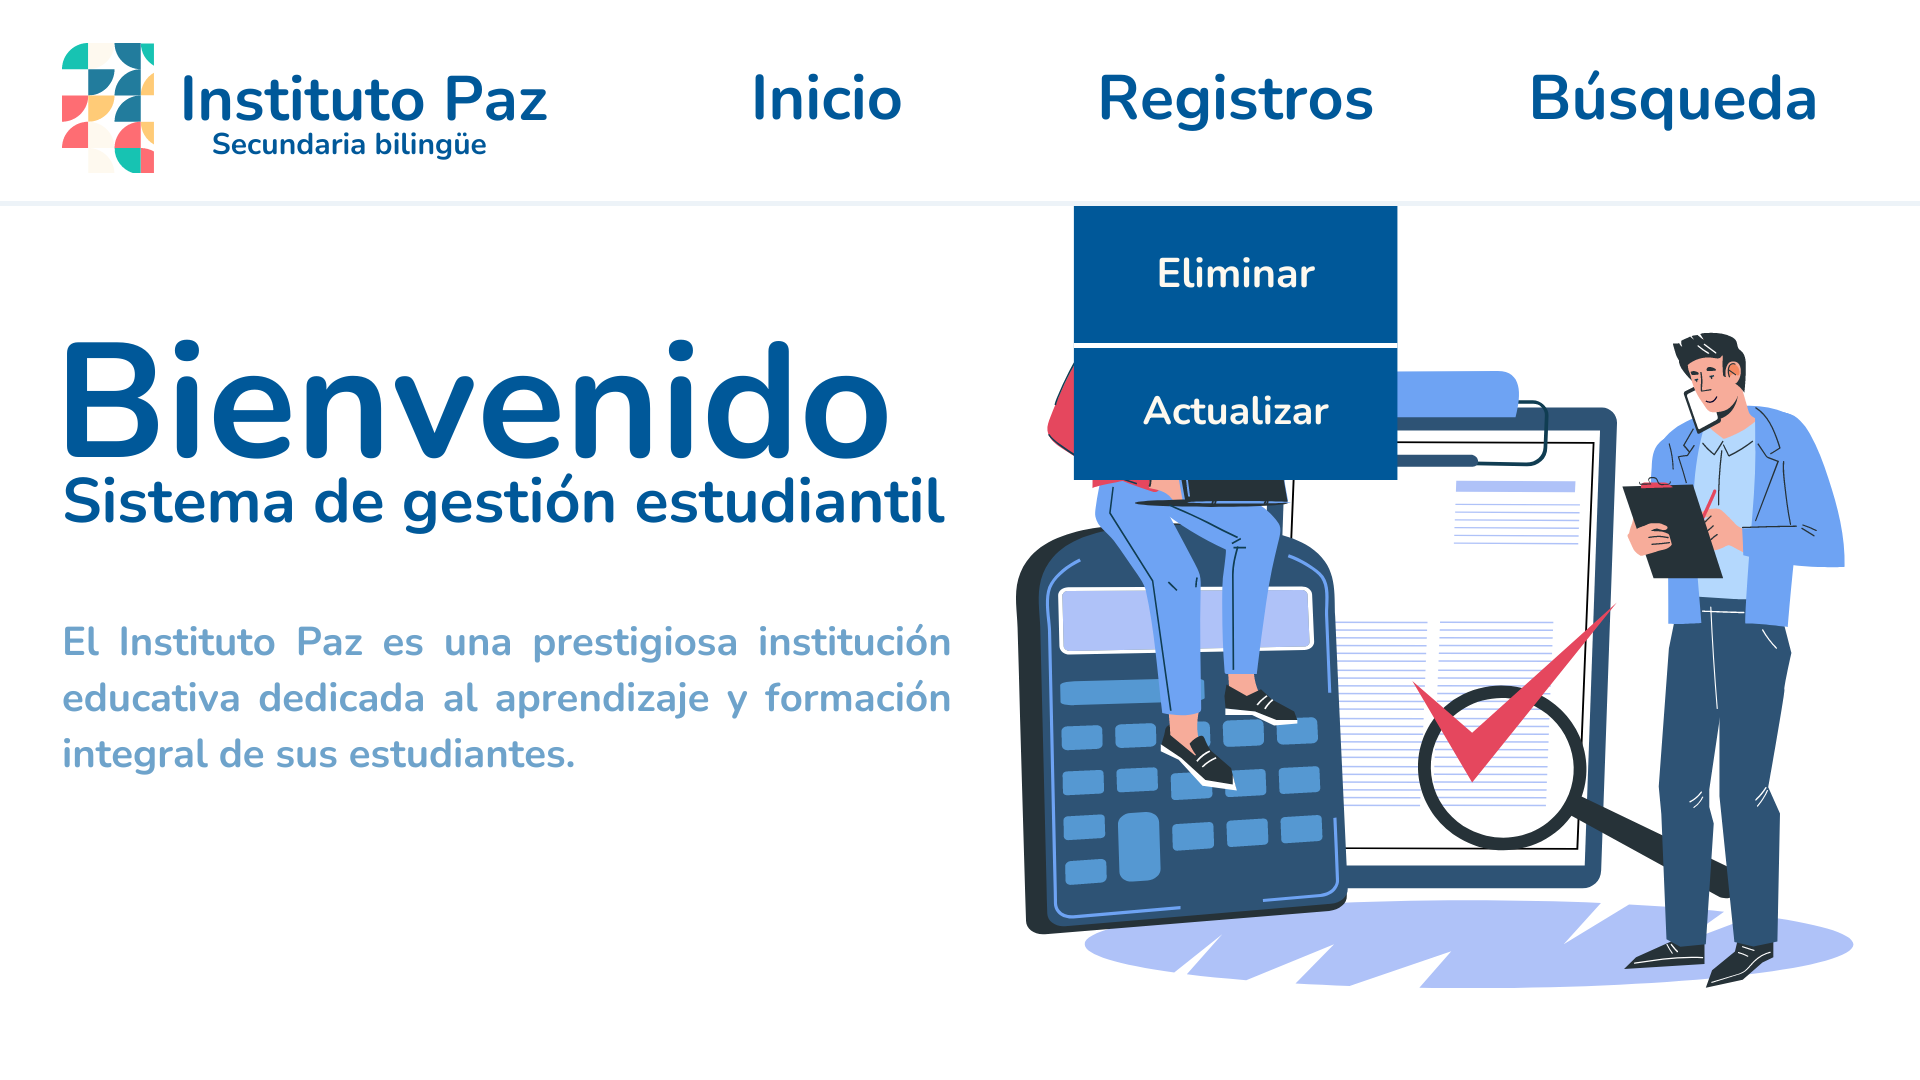 Instituto Paz
Secundaria bilingüe
Inicio
Registros
Búsqueda
Eliminar
Actualizar
Bienvenido
Sistema de gestión estudiantil
El Instituto Paz es una prestigiosa institución
educativa dedicada al aprendizaje y formación
integral de sus estudiantes.